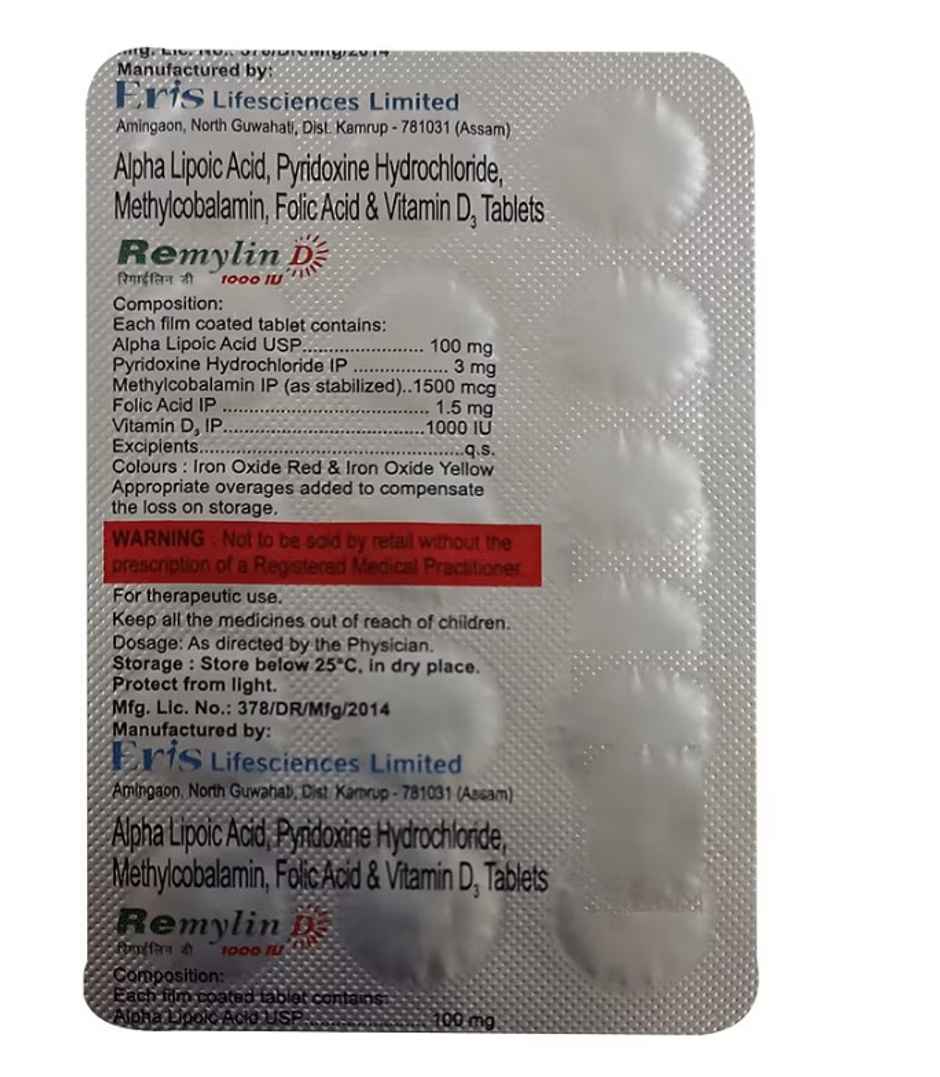 Mfg. Lic. No.: 378/DR/Mfg/2014
Manufactured by:
Eris Lifesciences Limited
Amingaon, North Guwahati, Dist. Kamrup - 781031 (Assam)
Alpha Lipoic Acid, Pyridoxine Hydrochloride,
Methylcobalamin, Folic Acid & Vitamin D₃ Tablets
Remylin D
रिमाईलिन डी 1000 IU
Composition:
Each film coated tablet contains:
Alpha Lipoic Acid USP....................... 100 mg
Pyridoxine Hydrochloride IP .................. 3 mg
Methylcobalamin IP (as stabilized)..1500 mcg
Folic Acid IP ....................................... 1.5 mg
Vitamin D₃ IP......................................1000 IU
Excipients..................................................q.s.
Colours : Iron Oxide Red & Iron Oxide Yellow
Appropriate overages added to compensate
the loss on storage.
WARNING : Not to be sold by retail without the
prescription of a Registered Medical Practitioner.
For therapeutic use.
Keep all the medicines out of reach of children.
Dosage: As directed by the Physician.
Storage : Store below 25°C, in dry place.
Protect from light.
Mfg. Lic. No.: 378/DR/Mfg/2014
Manufactured by:
Eris Lifesciences Limited
Amingaon, North Guwahati, Dist. Kamrup - 781031 (Assam)
Alpha Lipoic Acid, Pyridoxine Hydrochloride,
Methylcobalamin, Folic Acid & Vitamin D₃ Tablets
Remylin D
रिमाईलिन डी 1000 IU
Composition:
Each film coated tablet contains:
Alpha Lipoic Acid USP....................... 100 mg